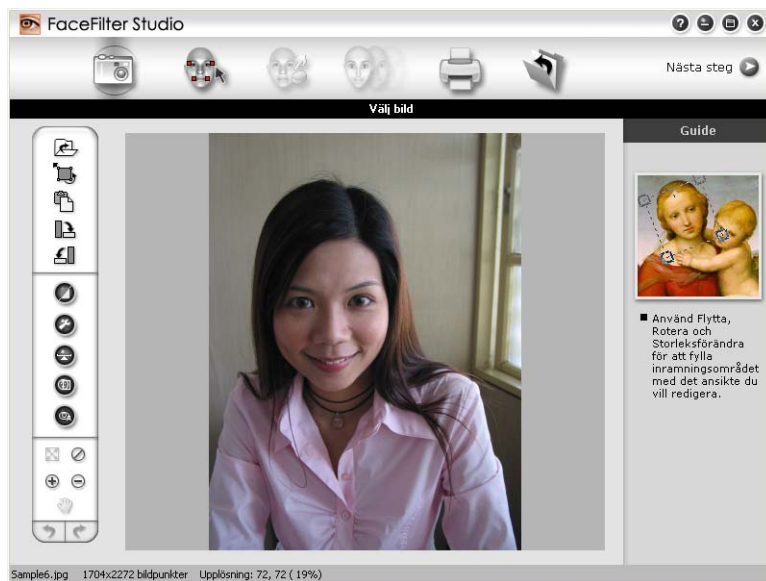 FaceFilter Studio
Nästa steg
Välj bild
Guide
Använd Flytta,
Rotera och
Storleksförändra
för att fylla
inramningsområdet
med det ansikte du
vill redigera.
Sample6.jpg 1704x2272 bildpunkter Upplösning: 72, 72 ( 19%)